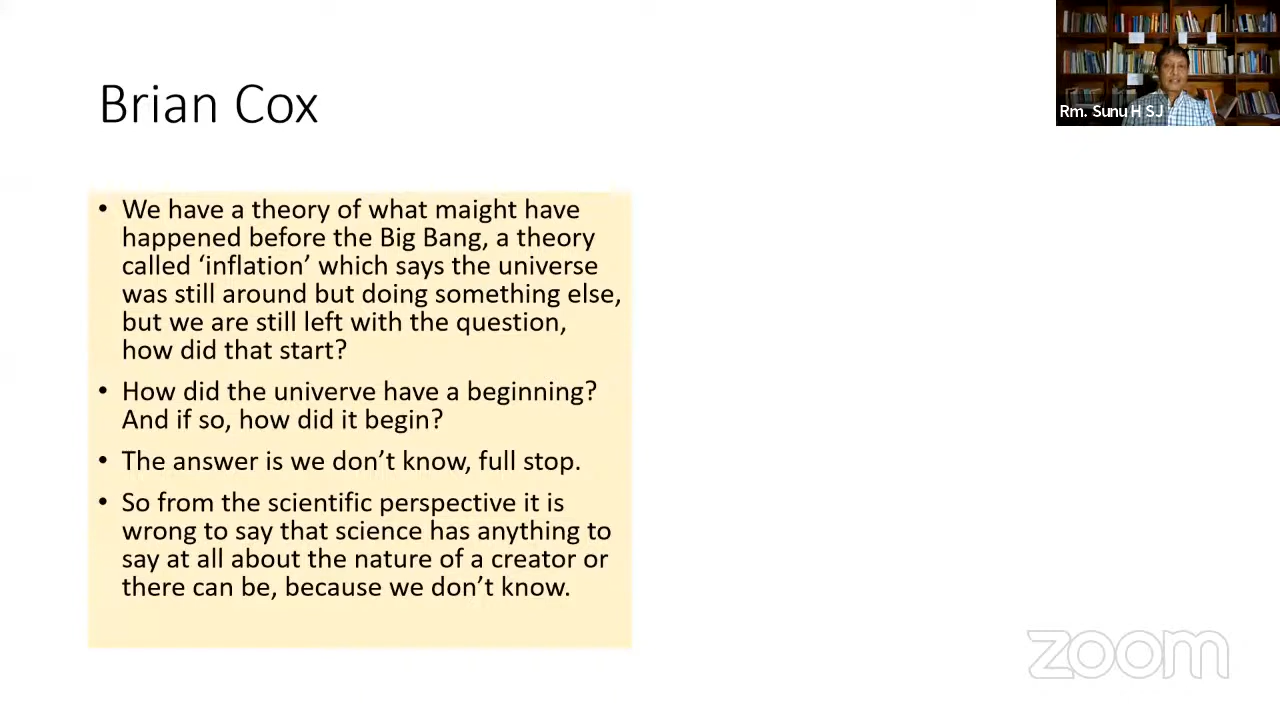 Brian Cox
Rm. Sunu H SJ
• We have a theory of what maight have
happened before the Big Bang, a theory
called ‘inflation’ which says the universe
was still around but doing something else,
but we are still left with the question,
how did that start?
• How did the univerve have a beginning?
And if so, how did it begin?
• The answer is we don’t know, full stop.
• So from the scientific perspective it is
wrong to say that science has anything to
say at all about the nature of a creator or
there can be, because we don’t know.
zoom